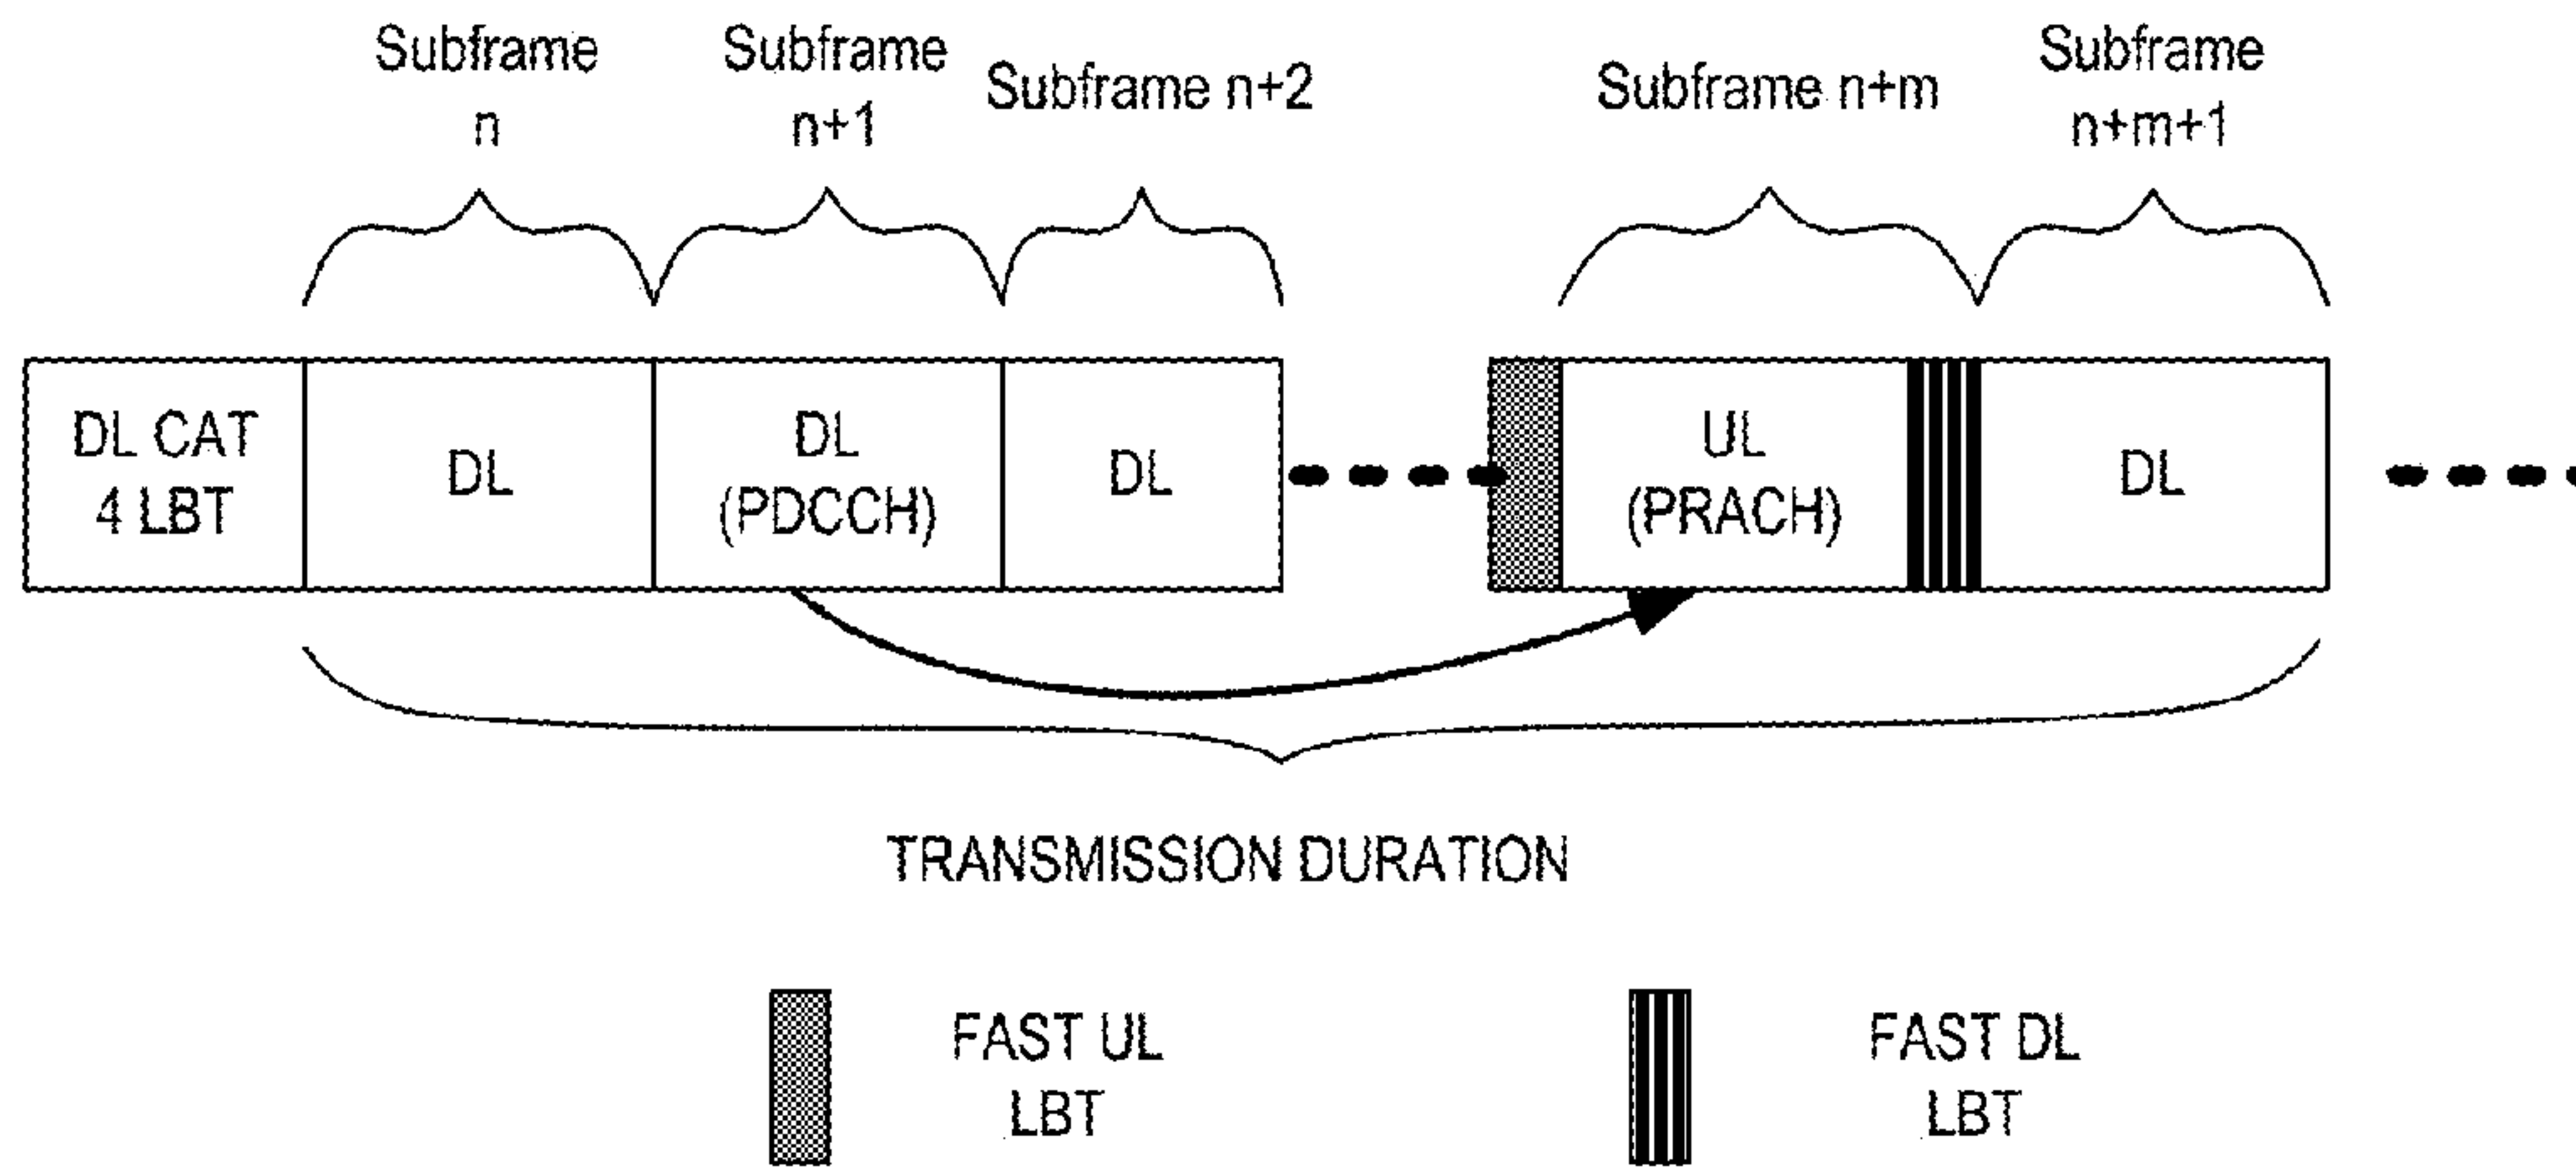 Subframe
n
Subframe
n+1
Subframe n+2
Subframe n+m
Subframe
n+m+1
DL CAT
4 LBT
DL
DL
(PDCCH)
DL
UL
(PRACH)
DL
TRANSMISSION DURATION
FAST UL
LBT
FAST DL
LBT